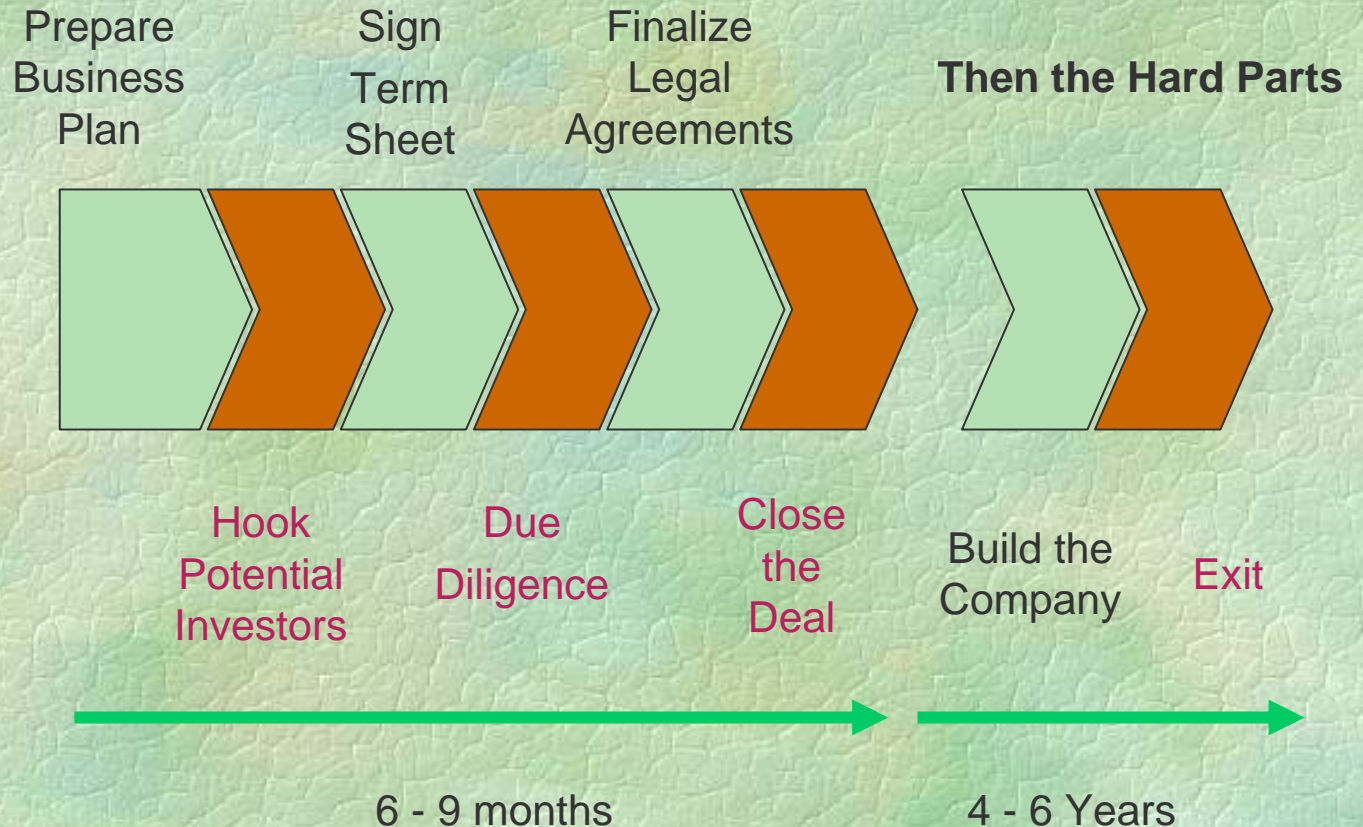 Prepare
Business
Plan
Sign
Term
Sheet
Finalize
Legal
Agreements
Then the Hard Parts
Hook
Potential
Investors
Due
Diligence
Close
the
Deal
Build the
Company
Exit
6 - 9 months
4 - 6 Years